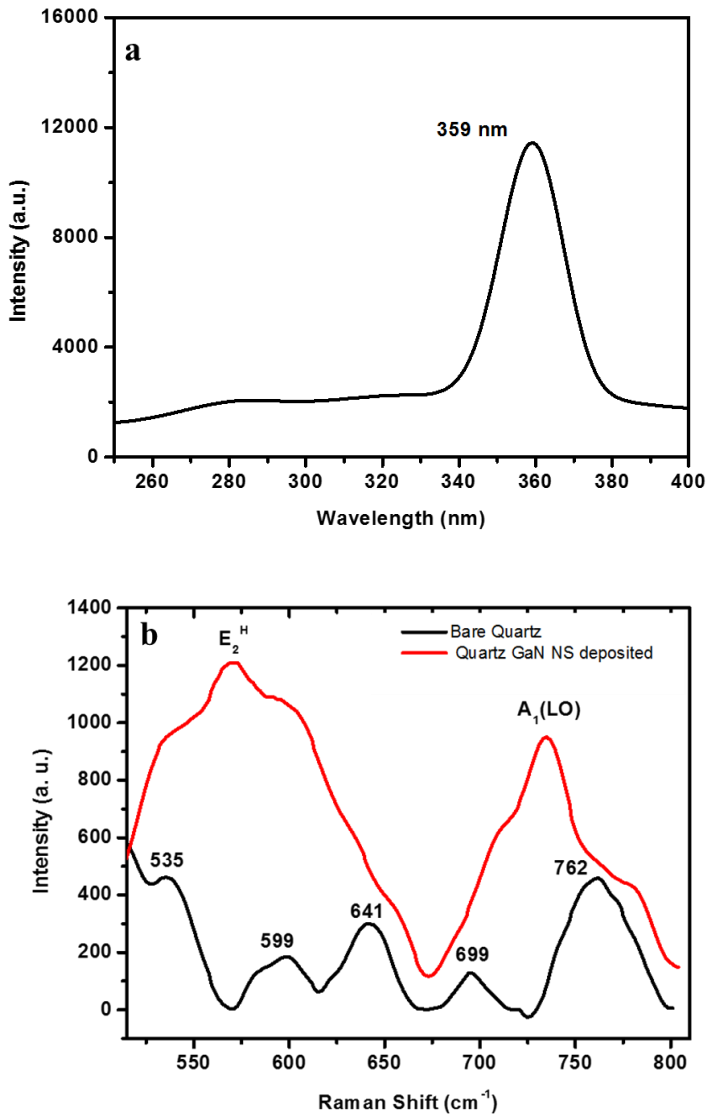 a
16000
12000
8000
4000
0
359 nm
Intensity (a.u.)
260 280 300 320 340 360 380 400
Wavelength (nm)
b
1400
1200
1000
800
600
400
200
0
E₂ᴴ
Bare Quartz
Quartz GaN NS deposited
A₁(LO)
535
599
641
699
762
Intensity (a. u.)
550 600 650 700 750 800
Raman Shift (cm⁻¹)